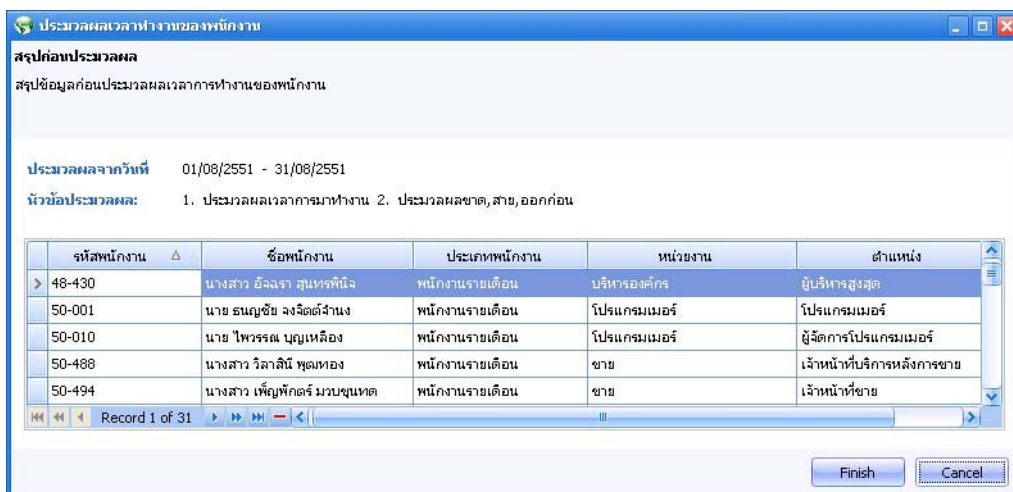 ประมวลผลเวลาทำงานของพนักงาน
สรุปก่อนประมวลผล
สรุปข้อมูลก่อนประมวลผลเวลาการทำงานของพนักงาน
ประมวลผลจากวันที่ 01/08/2551 - 31/08/2551
หัวข้อประมวลผล: 1. ประมวลผลเวลาการมาทำงาน 2. ประมวลผลขาด,สาย,ออกก่อน
รหัสพนักงาน ชื่อพนักงาน ประเภทพนักงาน หน่วยงาน ตำแหน่ง
48-430 นางสาว อัจฉรา สุนทรพินิจ พนักงานรายเดือน บริหารองค์กร ผู้บริหารสูงสุด
50-001 นาย ธนญชัย จงจิตต์จำนง พนักงานรายเดือน โปรแกรมเมอร์ โปรแกรมเมอร์
50-010 นาย ไพวรรณ บุญเหลือง พนักงานรายเดือน โปรแกรมเมอร์ ผู้จัดการโปรแกรมเมอร์
50-488 นางสาว วิลาสินี พุฒทอง พนักงานรายเดือน ขาย เจ้าหน้าที่บริการหลังการขาย
50-494 นางสาว เพ็ญพักตร์ มวบขุนทด พนักงานรายเดือน ขาย เจ้าหน้าที่ขาย
Record 1 of 31
Finish Cancel